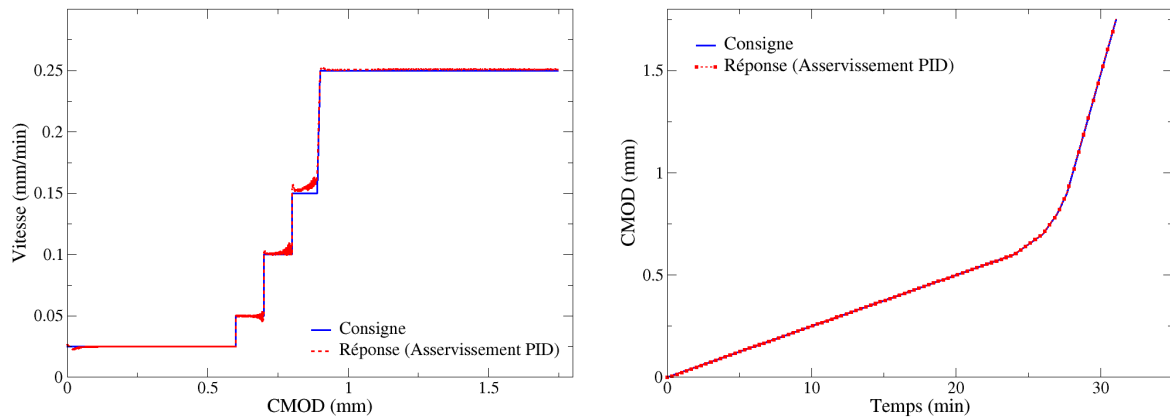 0.25
0.2
0.15
0.1
0.05
0
Vitesse (mm/min)
Consigne
Réponse (Asservissement PID)
0 0.5 1 1.5
CMOD (mm)
Consigne
Réponse (Asservissement PID)
1.5
1
0.5
0
CMOD (mm)
0 10 20 30
Temps (min)